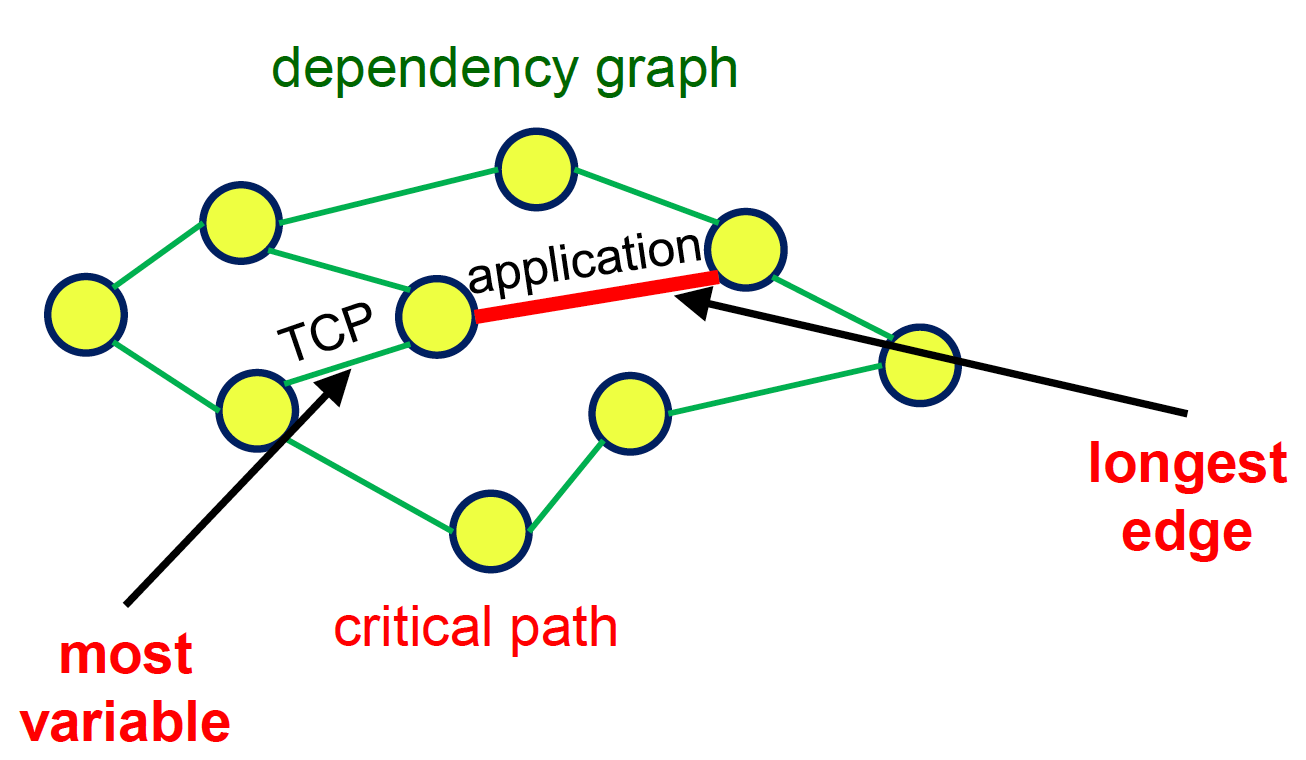 dependency graph
application
TCP
longest
edge
critical path
most
variable